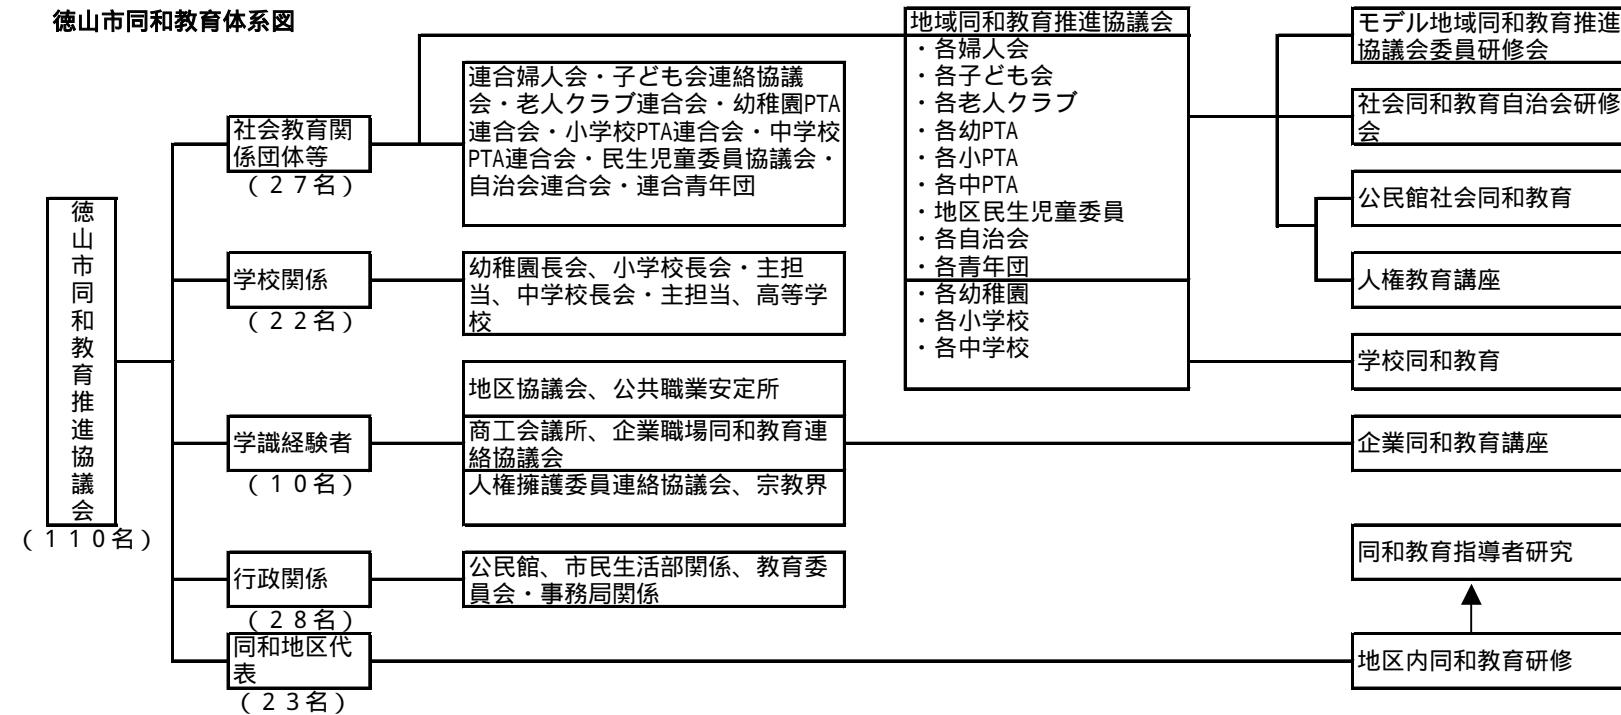 徳山市同和教育体系図
徳山市同和教育推進協議会
(110名)
社会教育関
係団体等
(27名)
連合婦人会・子ども会連絡協議
会・老人クラブ連合会・幼稚園PTA
連合会・小学校PTA連合会・中学校
PTA連合会・民生児童委員協議会・
自治会連合会・連合青年団
学校関係
(22名)
幼稚園長会、小学校長会・主担
当、中学校長会・主担当、高等学
校
学識経験者
(10名)
地区協議会、公共職業安定所
商工会議所、企業職場同和教育連
絡協議会
人権擁護委員連絡協議会、宗教界
行政関係
(28名)
公民館、市民生活部関係、教育委
員会・事務局関係
同和地区代
表
(23名)
地域同和教育推進協議会
・各婦人会
・各子ども会
・各老人クラブ
・各幼PTA
・各小PTA
・各中PTA
・地区民生児童委員
・各自治会
・各青年団
・各幼稚園
・各小学校
・各中学校
モデル地域同和教育推進
協議会委員研修会
社会同和教育自治会研修
会
公民館社会同和教育
人権教育講座
学校同和教育
企業同和教育講座
同和教育指導者研究
地区内同和教育研修